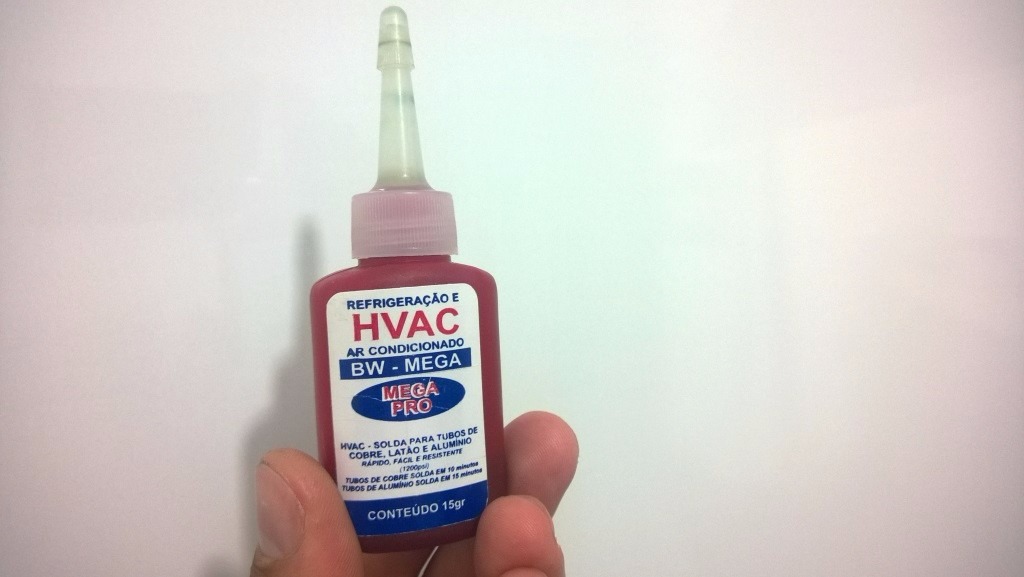 REFRIGERAÇÃO E
HVAC
AR CONDICIONADO
BW - MEGA
MEGA
PRO
HVAC - SOLDA PARA TUBOS DE
COBRE, LATÃO E ALUMÍNIO
RÁPIDO, FACIL E RESISTENTE
(1200psi)
TUBOS DE COBRE SOLDA EM 10 minutos
TUBOS DE ALUMÍNIO SOLDA EM 15 minutos
CONTEÚDO 15gr